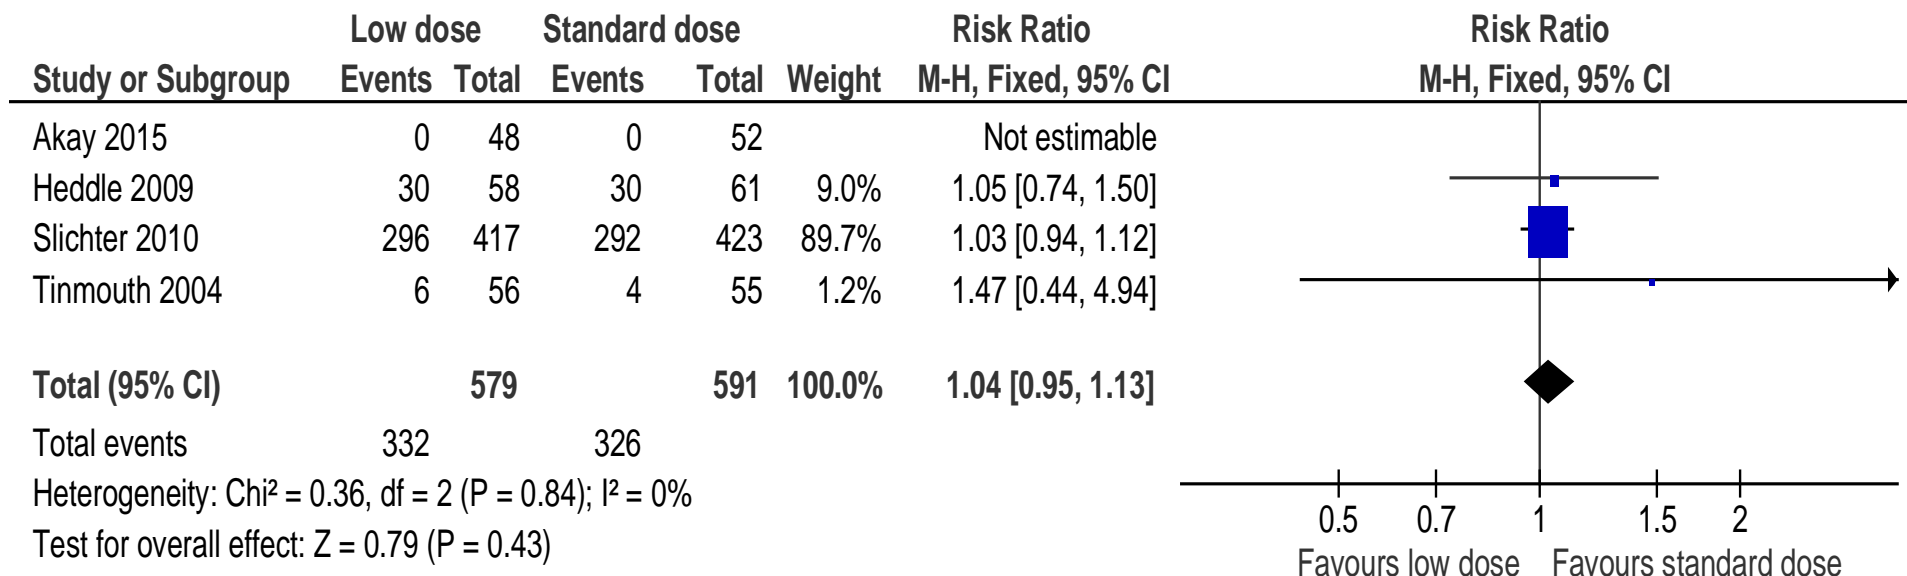 Low dose Standard dose Risk Ratio Risk Ratio
Study or Subgroup Events Total Events Total Weight M-H, Fixed, 95% CI M-H, Fixed, 95% CI
Akay 2015 0 48 0 52 Not estimable
Heddle 2009 30 58 30 61 9.0% 1.05 [0.74, 1.50]
Slichter 2010 296 417 292 423 89.7% 1.03 [0.94, 1.12]
Tinmouth 2004 6 56 4 55 1.2% 1.47 [0.44, 4.94]
Total (95% CI) 579 591 100.0% 1.04 [0.95, 1.13]
Total events 332 326
Heterogeneity: Chi² = 0.36, df = 2 (P = 0.84); I² = 0%
Test for overall effect: Z = 0.79 (P = 0.43)
0.5 0.7 1 1.5 2
Favours low dose Favours standard dose